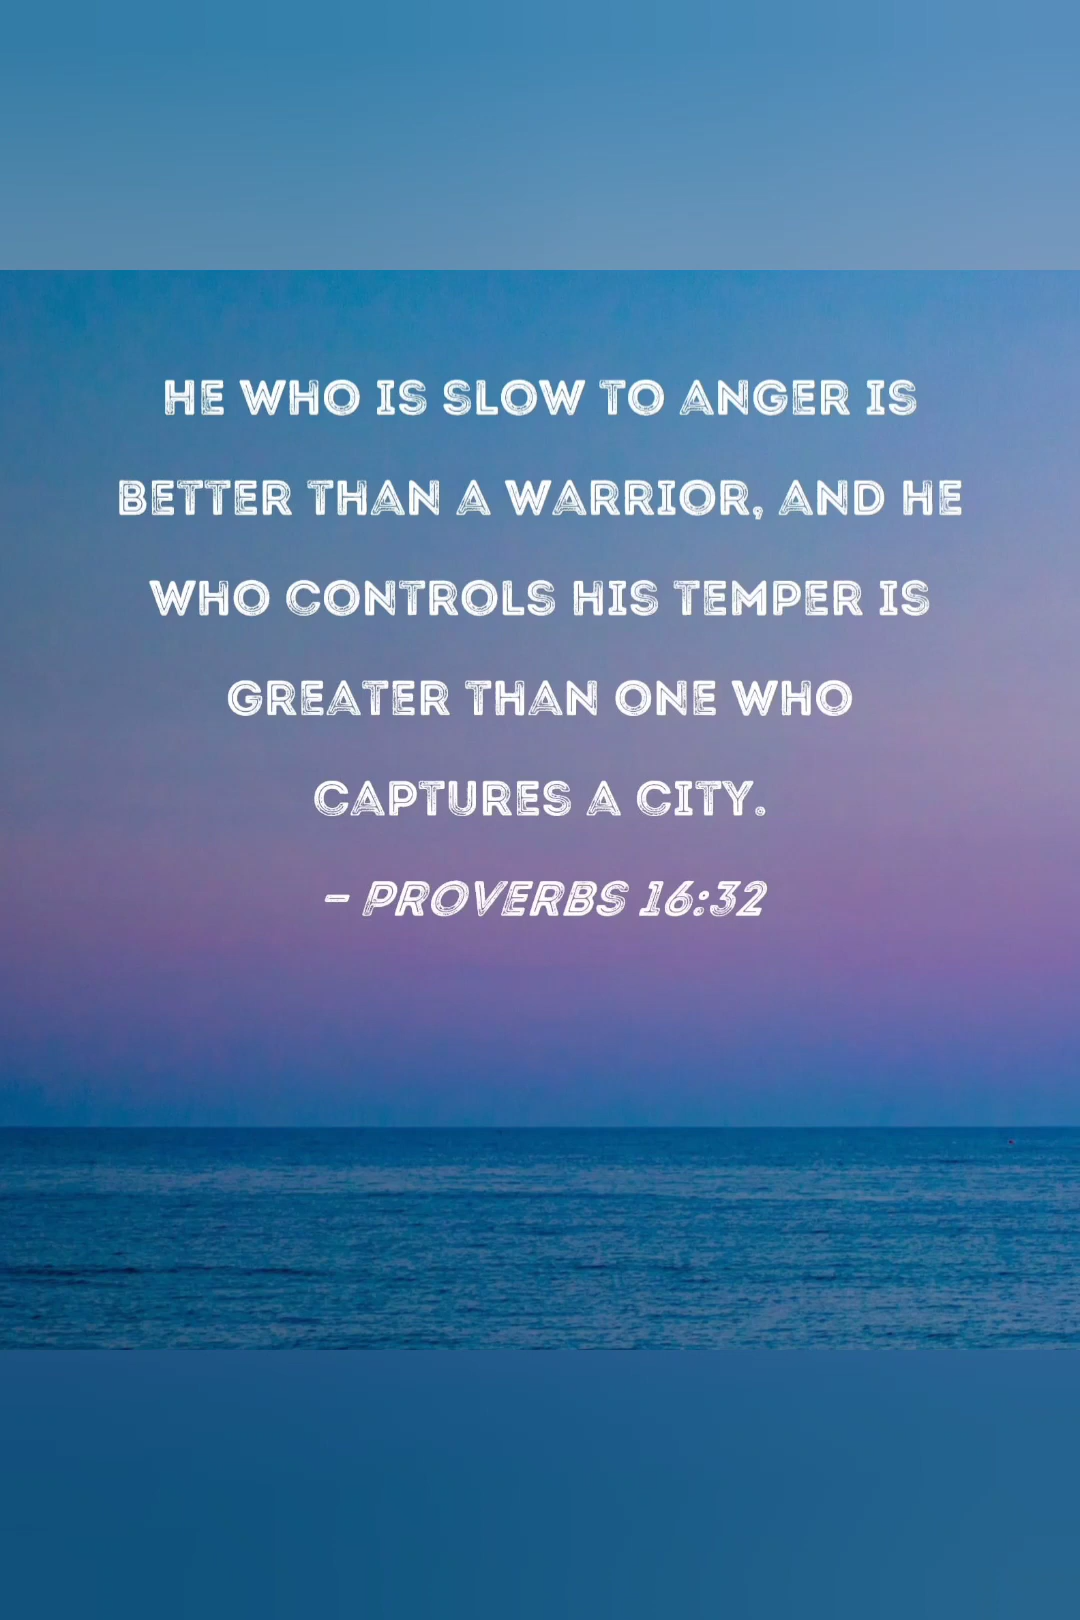 HE WHO IS SLOW TO ANGER IS
BETTER THAN A WARRIOR, AND HE
WHO CONTROLS HIS TEMPER IS
GREATER THAN ONE WHO
CAPTURES A CITY.
– PROVERBS 16:32